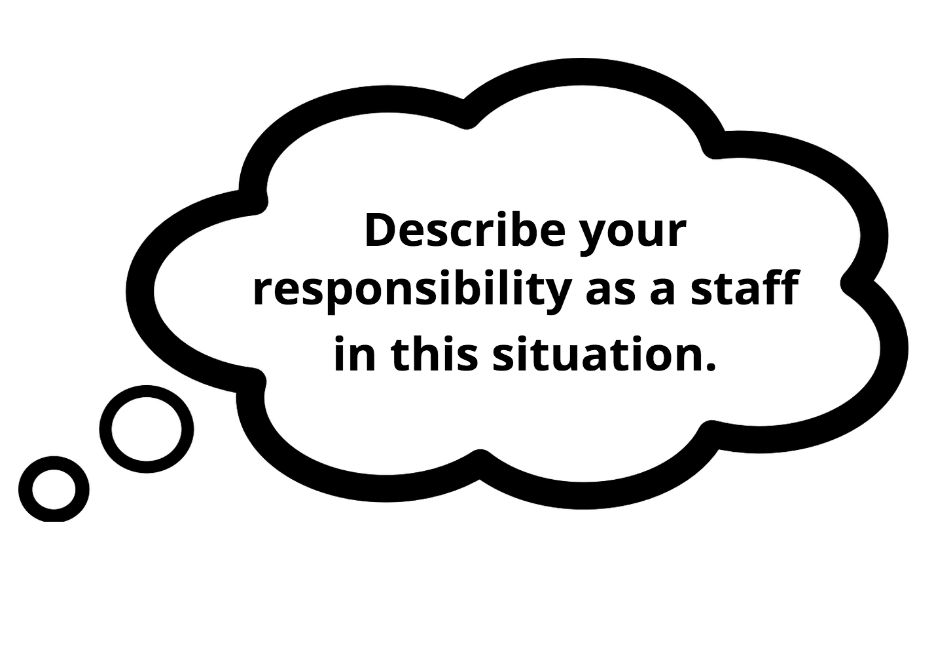 Describe your
responsibility as a staff
in this situation.